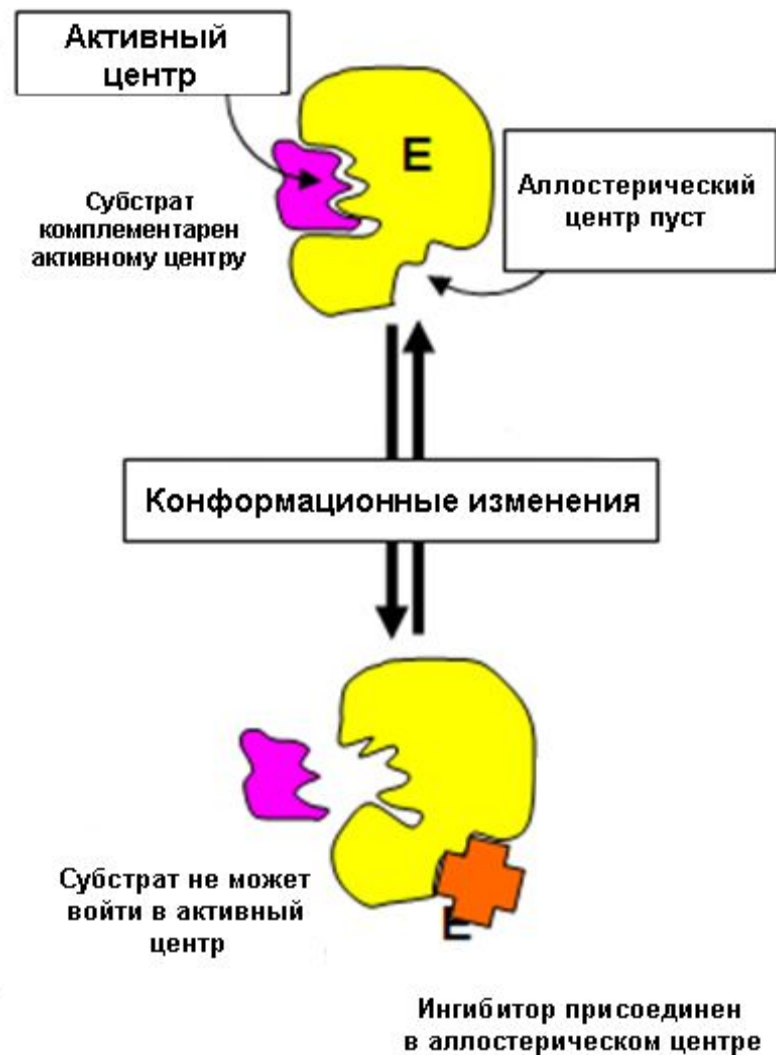 Активный
центр
E
Субстрат
комплементарен
активному центру
Аллостерический
центр пуст
Конформационные изменения
Субстрат не может
войти в активный
центр
E
Ингибитор присоединен
в аллостерическом центре